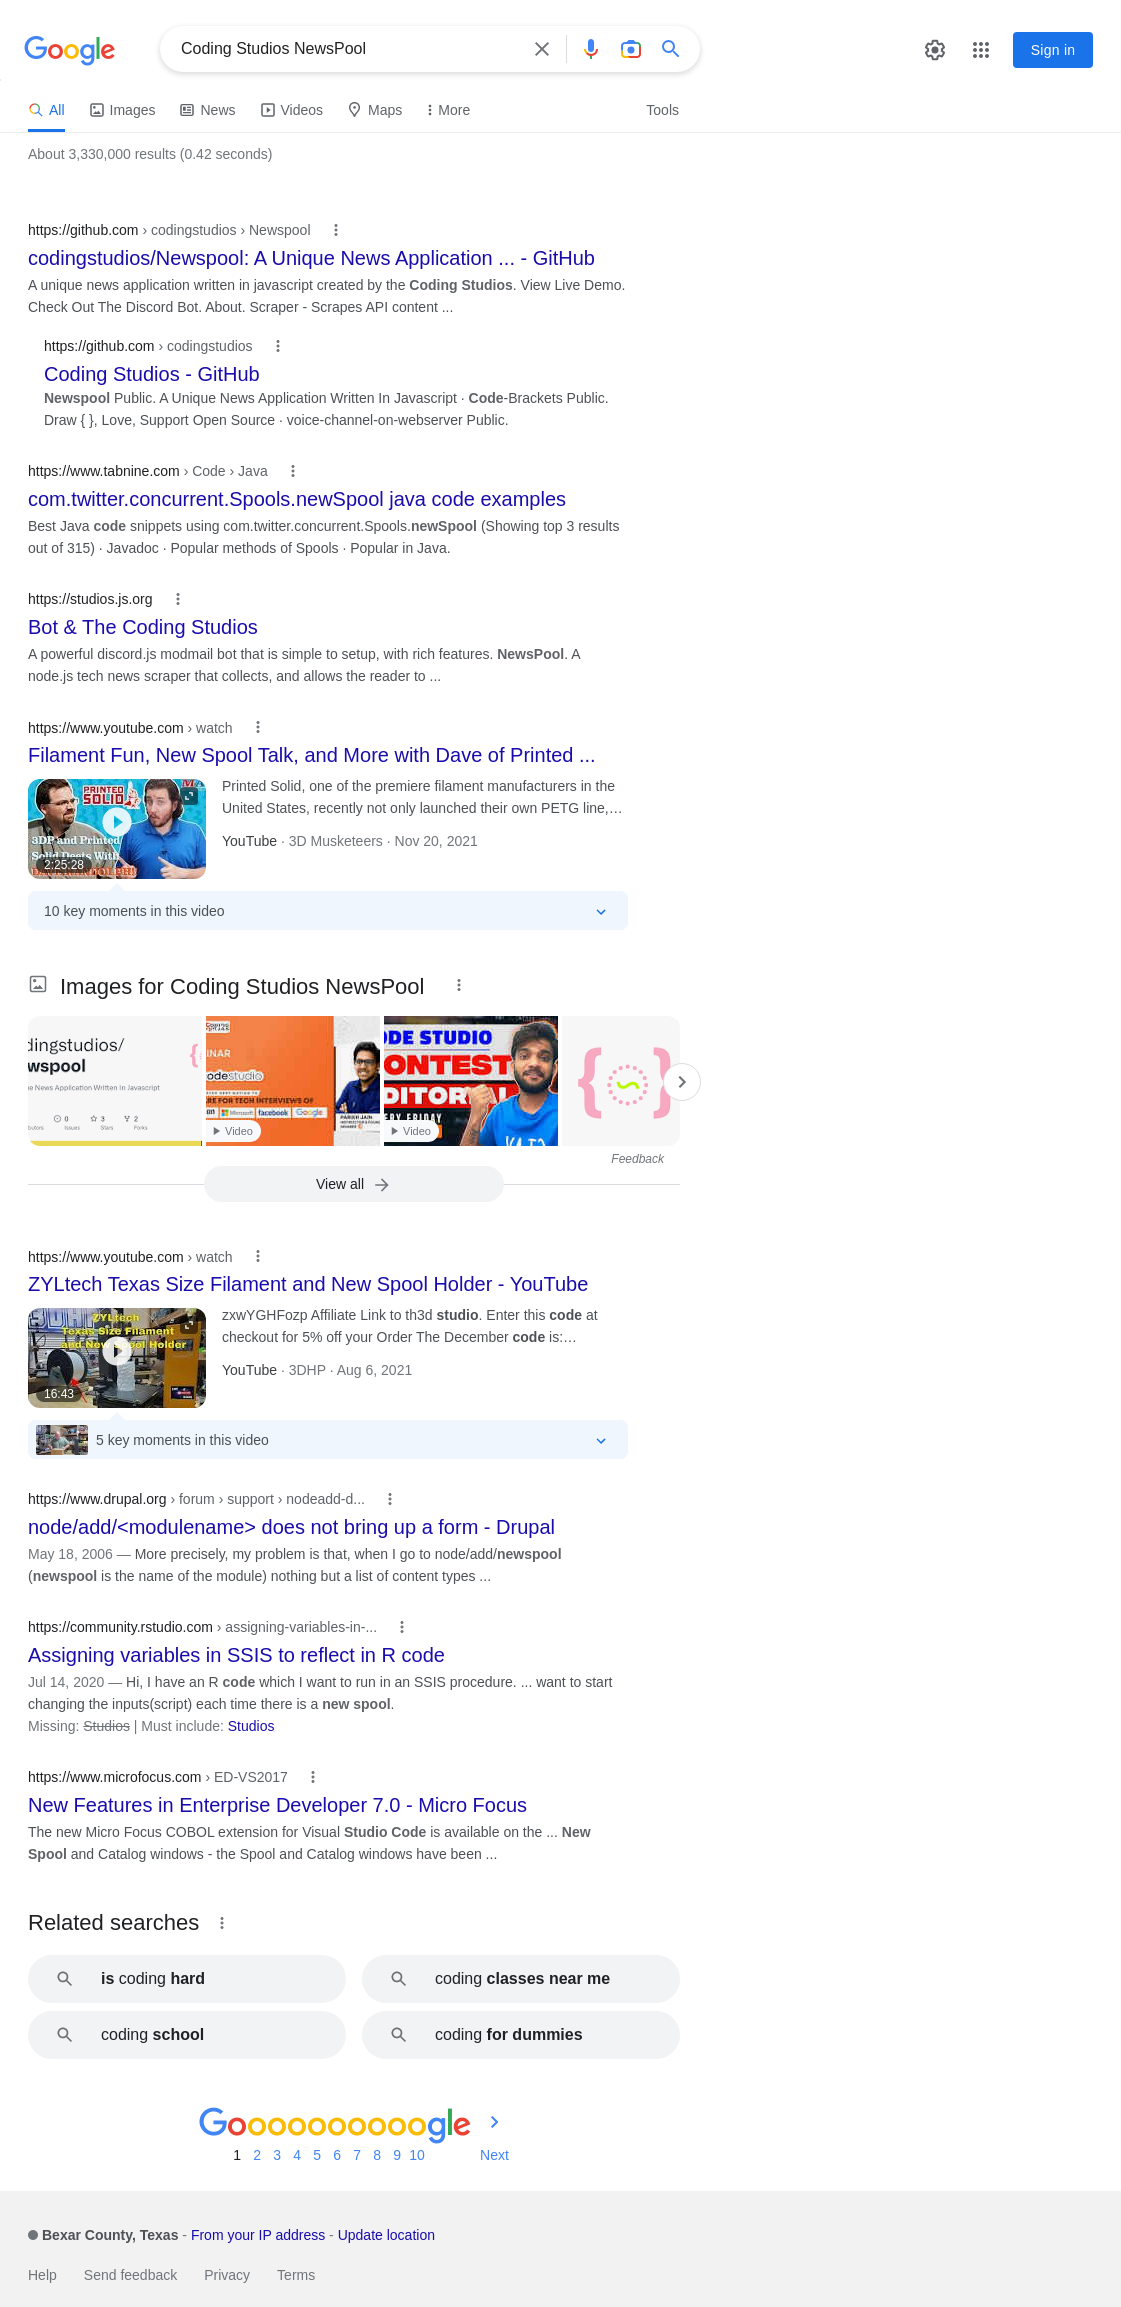 Google
Coding Studios NewsPool
Sign in
All
Images
News
Videos
Maps
More
Tools
About 3,330,000 results (0.42 seconds)
https://github.com › codingstudios › Newspool
codingstudios/Newspool: A Unique News Application ... - GitHub
A unique news application written in javascript created by the Coding Studios. View Live Demo.
Check Out The Discord Bot. About. Scraper - Scrapes API content ...
https://github.com › codingstudios
Coding Studios - GitHub
Newspool Public. A Unique News Application Written In Javascript · Code-Brackets Public.
Draw { }, Love, Support Open Source · voice-channel-on-webserver Public.
https://www.tabnine.com › Code › Java
com.twitter.concurrent.Spools.newSpool java code examples
Best Java code snippets using com.twitter.concurrent.Spools.newSpool (Showing top 3 results
out of 315) · Javadoc · Popular methods of Spools · Popular in Java.
https://studios.js.org
Bot & The Coding Studios
A powerful discord.js modmail bot that is simple to setup, with rich features. NewsPool. A
node.js tech news scraper that collects, and allows the reader to ...
https://www.youtube.com › watch
Filament Fun, New Spool Talk, and More with Dave of Printed ...
PRINTED
SOLID
3DP and Printed
Solid Deets With
2:25:28
Printed Solid, one of the premiere filament manufacturers in the
United States, recently not only launched their own PETG line,…
YouTube · 3D Musketeers · Nov 20, 2021
10 key moments in this video
Images for Coding Studios NewsPool
dingstudios/
wspool
e News Application Written In Javascript
0
3
2
utors
Issues
Stars
Forks
INAR
odestudio
RE FOR TECH INTERVIEWS OF
on
Microsoft
facebook
Google
PARIKH JAIN
Video
ODE STUDIO
ONTEST
DITORIAL
RY FRIDAY
Video
{ }
Feedback
View all
https://www.youtube.com › watch
ZYLtech Texas Size Filament and New Spool Holder - YouTube
3DHP
ZYLtech
Texas Size Filament
and New Spool Holder
16:43
zxwYGHFozp Affiliate Link to th3d studio. Enter this code at
checkout for 5% off your Order The December code is:…
YouTube · 3DHP · Aug 6, 2021
5 key moments in this video
https://www.drupal.org › forum › support › nodeadd-d...
node/add/<modulename> does not bring up a form - Drupal
May 18, 2006 — More precisely, my problem is that, when I go to node/add/newspool
(newspool is the name of the module) nothing but a list of content types ...
https://community.rstudio.com › assigning-variables-in-...
Assigning variables in SSIS to reflect in R code
Jul 14, 2020 — Hi, I have an R code which I want to run in an SSIS procedure. ... want to start
changing the inputs(script) each time there is a new spool.
Missing: Studios | Must include: Studios
https://www.microfocus.com › ED-VS2017
New Features in Enterprise Developer 7.0 - Micro Focus
The new Micro Focus COBOL extension for Visual Studio Code is available on the ... New
Spool and Catalog windows - the Spool and Catalog windows have been ...
Related searches
is coding hard
coding classes near me
coding school
coding for dummies
Goooooooooogle
1 2 3 4 5 6 7 8 9 10 Next
Bexar County, Texas - From your IP address - Update location
Help Send feedback Privacy Terms